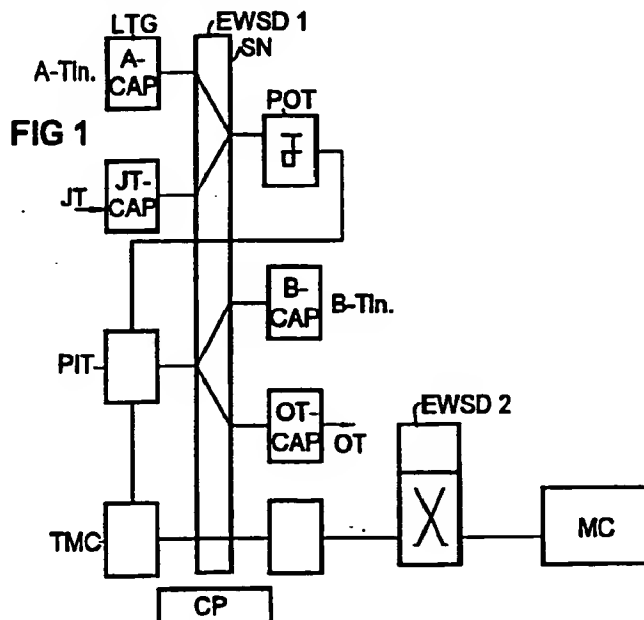 LTG
EWSD 1
SN
A-Tln.
A-
CAP
POT
FIG 1
JT
JT-
CAP
B-
CAP
B-Tln.
PIT
OT-
CAP
OT
EWSD 2
TMC
MC
CP